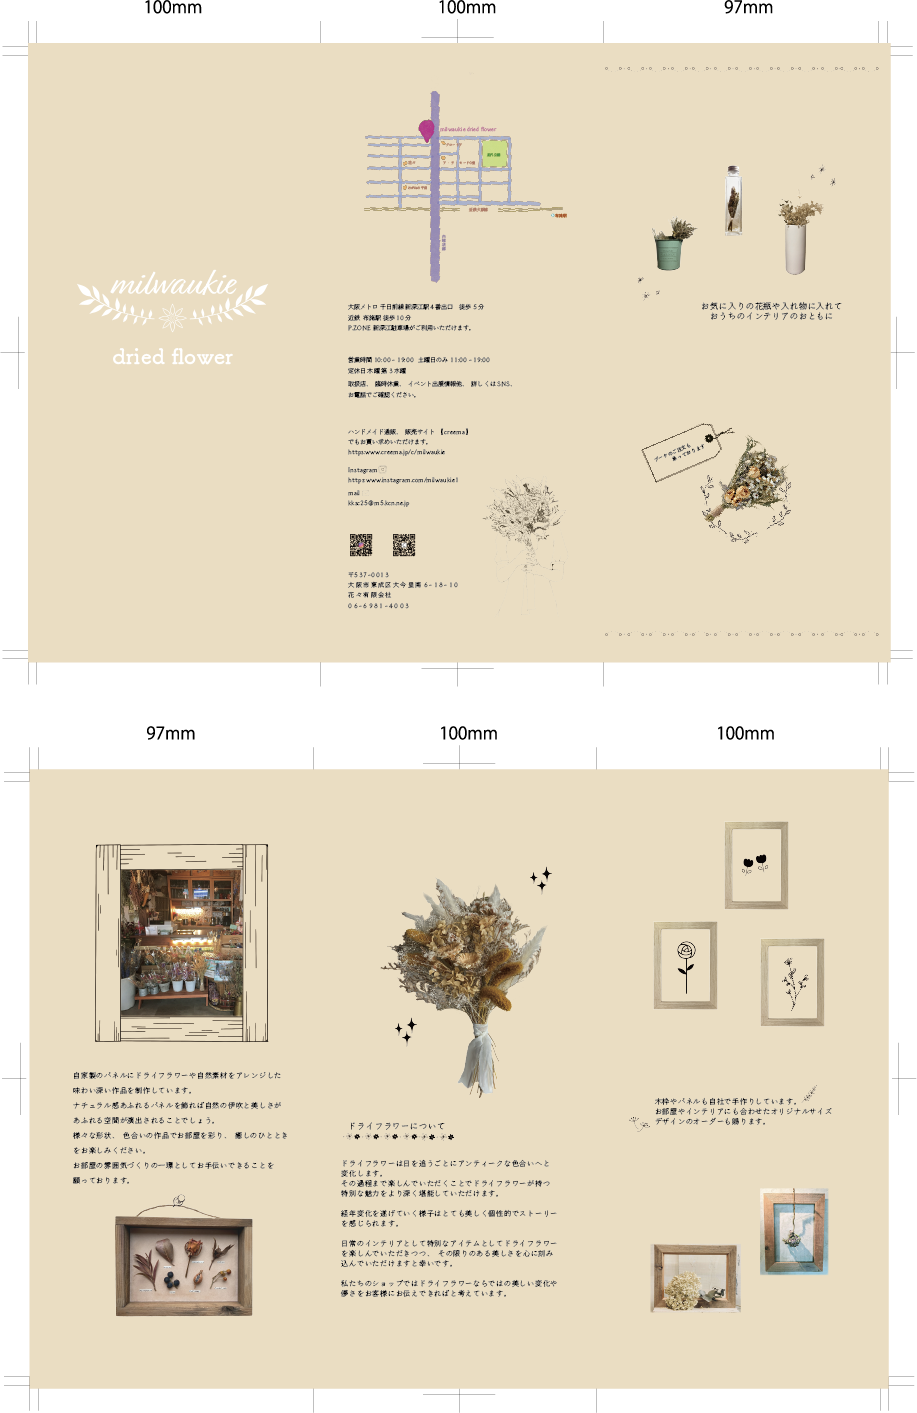 100mm
100mm
97mm
milwaukie
dried flower
milwaukie dried flower
大阪メトロ 千日前線 新深江駅4番出口　徒歩 5分
近鉄 布施駅 徒歩10分
P.ZONE 新深江駐車場がご利用いただけます。
営業時間 10:00 - 19:00 土曜日のみ 11:00 - 19:00
定休日 木曜 第3水曜
取扱店、 臨時休業、 イベント出展情報他、 詳しくはSNS、
お電話でご確認ください。
ハンドメイド通販、 販売サイト 【creema】
でもお買い求めいただけます。
https:www.creema.jp/c/milwaukie
Instagram
https:www.instagram.com/milwaukie1
mail
kksc25@m5.kcn.ne.jp
〒537-0013
大阪市東成区大今里南 6-18-10
花々有限会社
06-6981-4003
お気に入りの花瓶や入れ物に入れて
おうちのインテリアのおともに
ブーケのご注文も
承っております
97mm
100mm
100mm
自家製のパネルにドライフラワーや自然素材をアレンジした
味わい深い作品を制作しています。
ナチュラル感あふれるパネルを飾れば自然の伊吹と美しさが
あふれる空間が演出されることでしょう。
様々な形状、 色合いの作品でお部屋を彩り、 癒しのひととき
をお楽しみください。
お部屋の雰囲気づくりの一環としてお手伝いできることを
願っております。
ドライフラワーについて
ドライフラワーは日を追うごとにアンティークな色合いへと
変化します。
その過程まで楽しんでいただくことでドライフラワーが持つ
特別な魅力をより深く堪能していただけます。
経年変化を遂げていく様子はとても美しく個性的でストーリー
を感じられます。
日常のインテリアとして特別なアイテムとしてドライフラワー
を楽しんでいただきつつ、 その限りのある美しさを心に刻み
込んでいただけますと幸いです。
私たちのショップではドライフラワーならではの美しい変化や
儚さをお客様にお伝えできればと考えています。
木枠やパネルも自社で手作りしています。
お部屋やインテリアにも合わせたオリジナルサイズ
デザインのオーダーも賜ります。